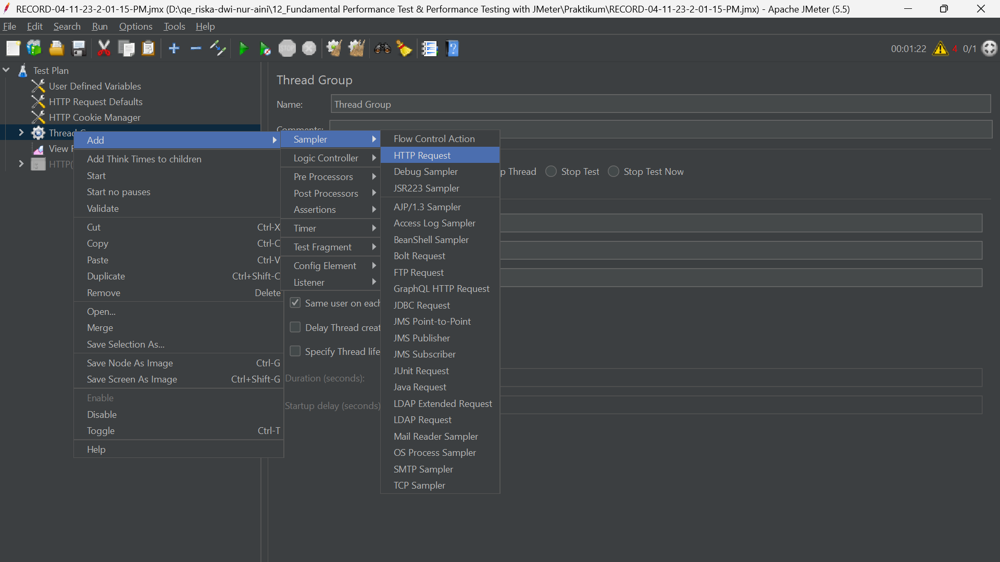 RECORD-04-11-23-2-01-15-PM.jmx (D:\qe_riska-dwi-nur-aini\12_Fundamental Performance Test & Performance Testing with JMeter\Praktikum\RECORD-04-11-23-2-01-15-PM.jmx) - Apache JMeter (5.5)
File Edit Search Run Options Tools Help
STOP
00:01:22 4 0/1
Test Plan
User Defined Variables
HTTP Request Defaults
HTTP Cookie Manager
Thread
View
HTTP(
Thread Group
Name: Thread Group
Comments:
Add
Add Think Times to children
Start
Start no pauses
Validate
Cut Ctrl-X
Copy Ctrl-C
Paste Ctrl-V
Duplicate Ctrl+Shift-C
Remove Delete
Open...
Merge
Save Selection As...
Save Node As Image Ctrl-G
Save Screen As Image Ctrl+Shift-G
Enable
Disable
Toggle Ctrl-T
Help
Sampler
Logic Controller
Pre Processors
Post Processors
Assertions
Timer
Test Fragment
Config Element
Listener
Flow Control Action
HTTP Request
Debug Sampler
JSR223 Sampler
AJP/1.3 Sampler
Access Log Sampler
BeanShell Sampler
Bolt Request
FTP Request
GraphQL HTTP Request
JDBC Request
JMS Point-to-Point
JMS Publisher
JMS Subscriber
JUnit Request
Java Request
LDAP Extended Request
LDAP Request
Mail Reader Sampler
OS Process Sampler
SMTP Sampler
TCP Sampler
p Thread Stop Test Stop Test Now
Same user on each
Delay Thread creat
Specify Thread life
Duration (seconds):
Startup delay (seconds)